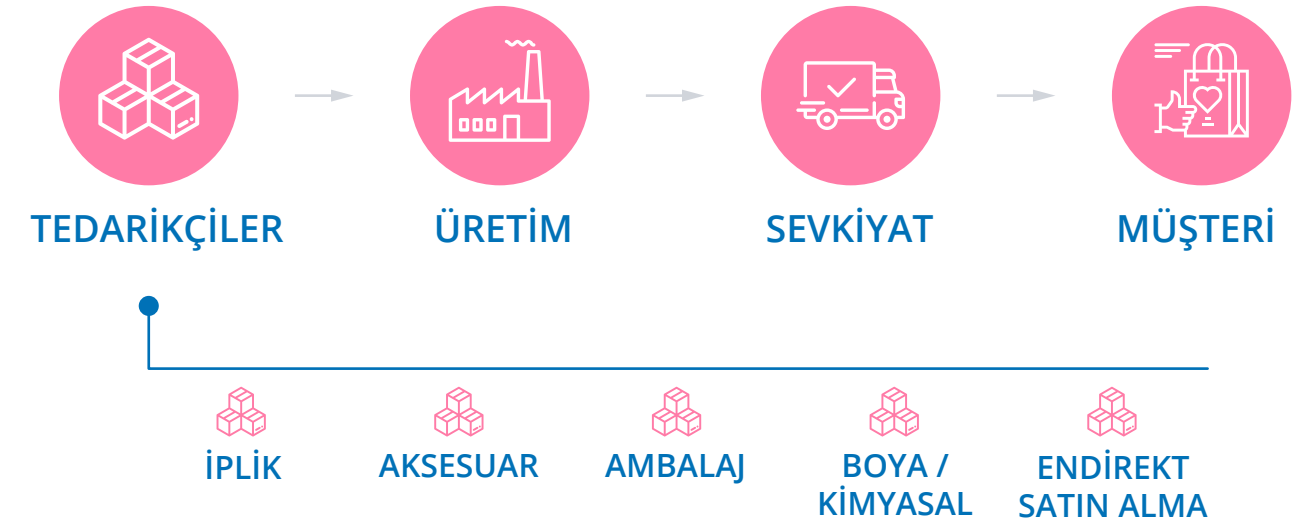 TEDARİKÇİLER
ÜRETİM
SEVKİYAT
MÜŞTERİ
İPLİK
AKSESUAR
AMBALAJ
BOYA /
KİMYASAL
ENDİREKT
SATIN ALMA